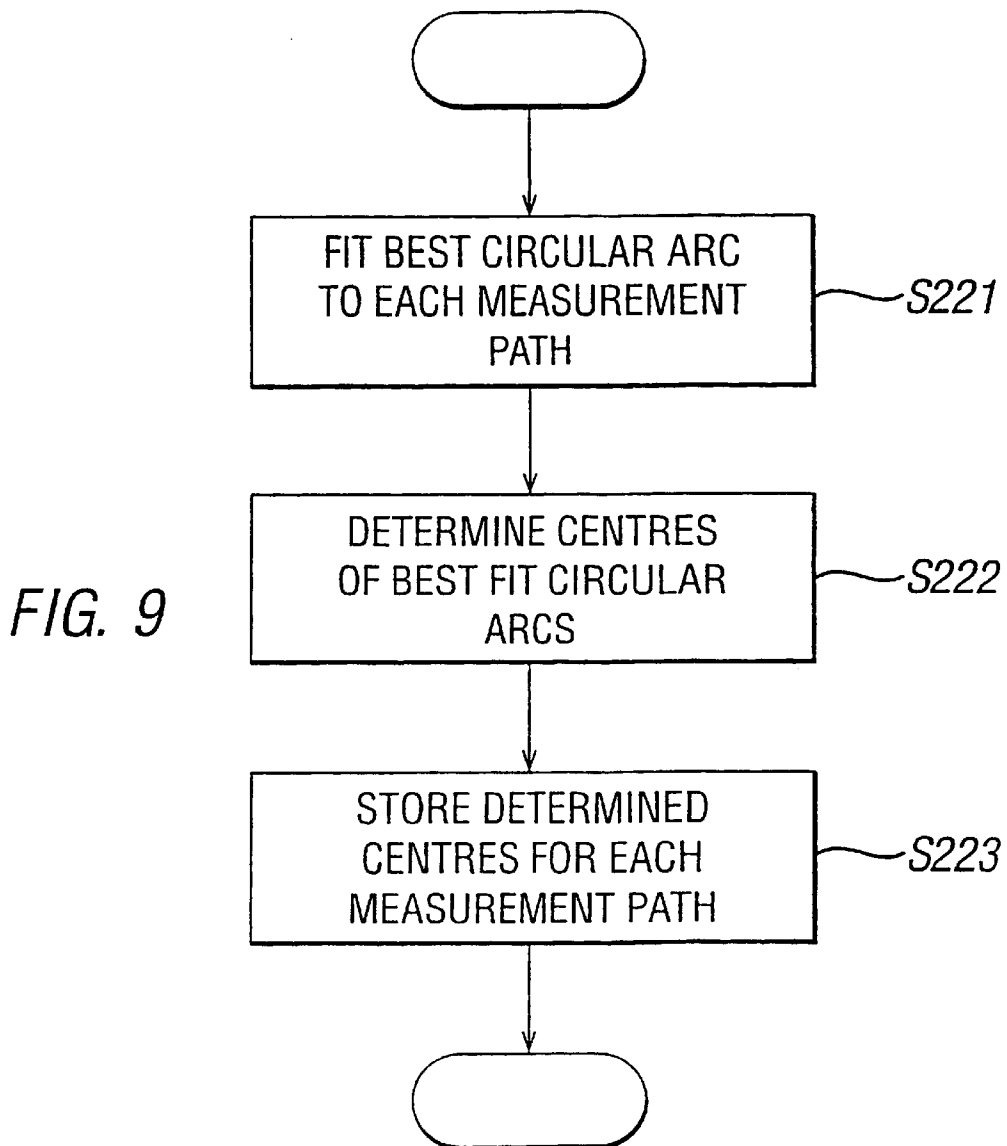 FIT BEST CIRCULAR ARC
TO EACH MEASUREMENT
PATH
S221
DETERMINE CENTRES
OF BEST FIT CIRCULAR
ARCS
S222
FIG. 9
STORE DETERMINED
CENTRES FOR EACH
MEASUREMENT PATH
S223